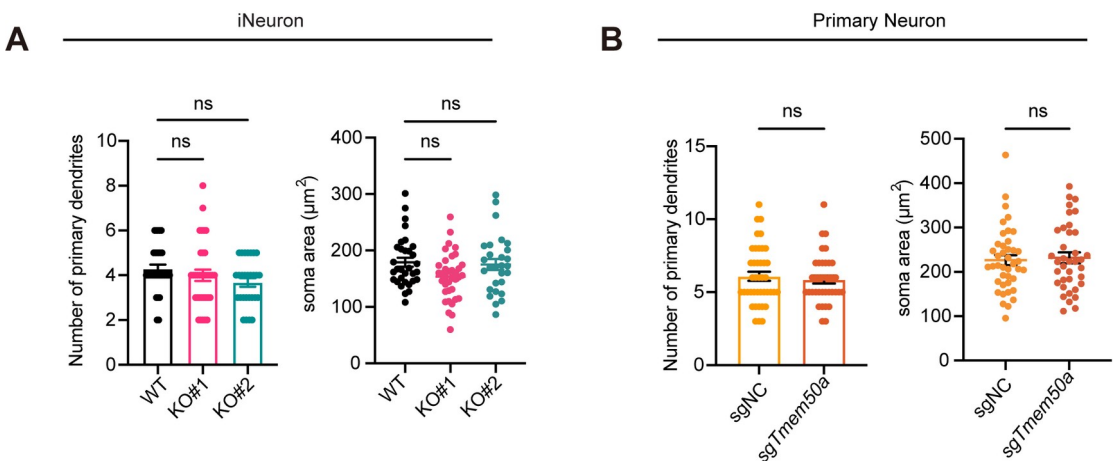 A
iNeuron
ns
ns
Number of primary dendrites
10
8
6
4
2
0
WT
KO#1
KO#2
ns
ns
soma area (μm²)
400
300
200
100
0
WT
KO#1
KO#2
B
Primary Neuron
ns
Number of primary dendrites
15
10
5
0
sgNC
sgTmem50a
ns
soma area (μm²)
500
400
300
200
100
0
sgNC
sgTmem50a